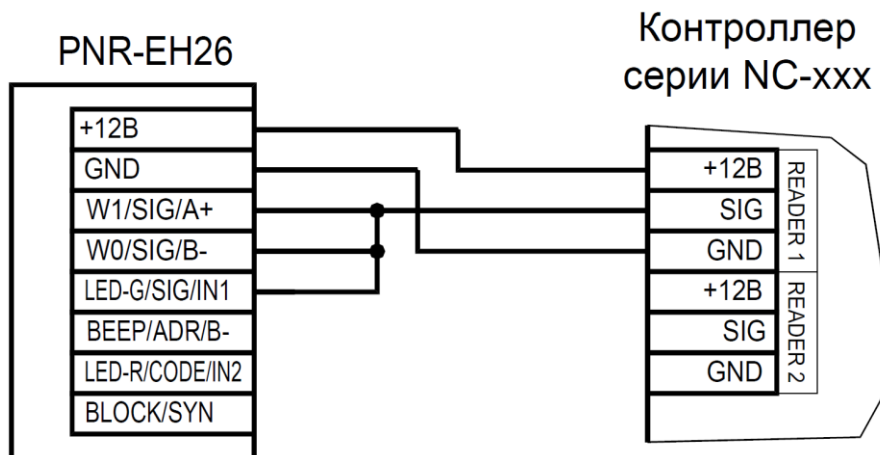 PNR-EH26
+12В
GND
W1/SIG/A+
W0/SIG/B-
LED-G/SIG/IN1
BEEP/ADR/B-
LED-R/CODE/IN2
BLOCK/SYN
Контроллер
серии NC-xxx
+12В
SIG
GND
READER 1
+12В
SIG
GND
READER 2